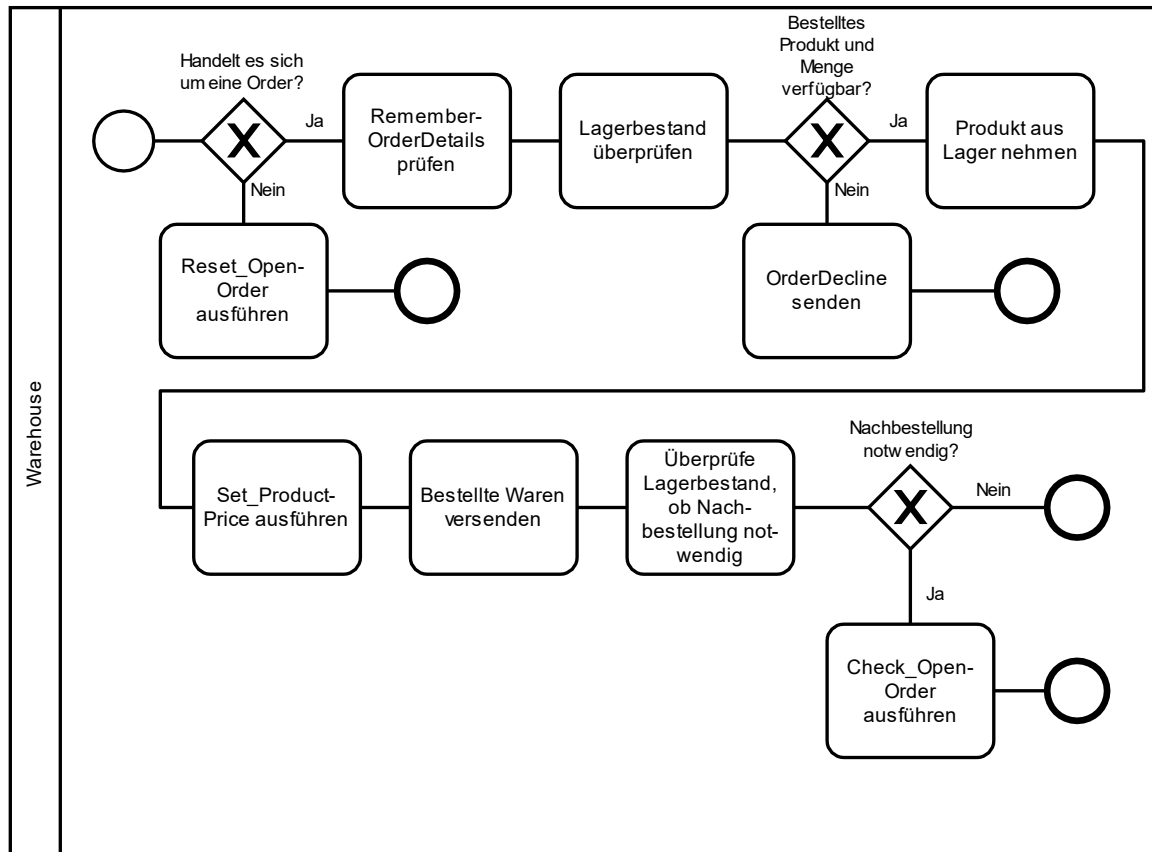 Warehouse
Handelt es sich
um eine Order?
Ja
Nein
Remember-
OrderDetails
prüfen
Lagerbestand
überprüfen
Bestelltes
Produkt und
Menge
verfügbar?
Ja
Nein
Produkt aus
Lager nehmen
Reset_Open-
Order
ausführen
OrderDecline
senden
Set_Product-
Price ausführen
Bestellte Waren
versenden
Überprüfe
Lagerbestand,
ob Nach-
bestellung not-
wendig
Nachbestellung
notwendig?
Nein
Ja
Check_Open-
Order
ausführen